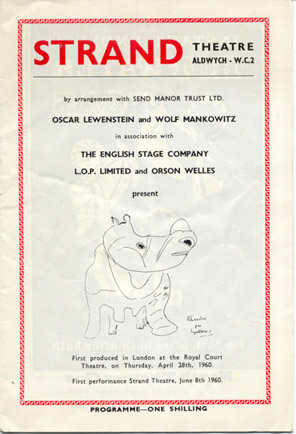 STRAND THEATRE
ALDWYCH - W.C.2
by arrangement with SEND MANOR TRUST LTD.
OSCAR LEWENSTEIN and WOLF MANKOWITZ
in association with
THE ENGLISH STAGE COMPANY
L.O.P. LIMITED and ORSON WELLES
present
First produced in London at the Royal Court
Theatre, on Thursday, April 28th, 1960.
First performance Strand Theatre, June 8th 1960.
PROGRAMME—ONE SHILLING